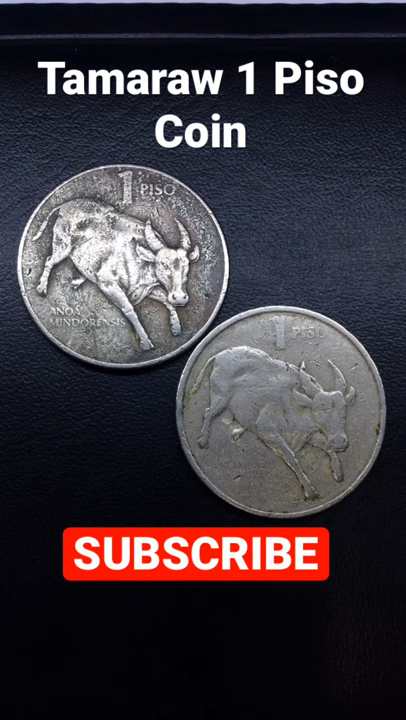 Tamaraw 1 Piso
Coin
1 PISO
ANOA
MINDORENSIS
1 PISO
SUBSCRIBE